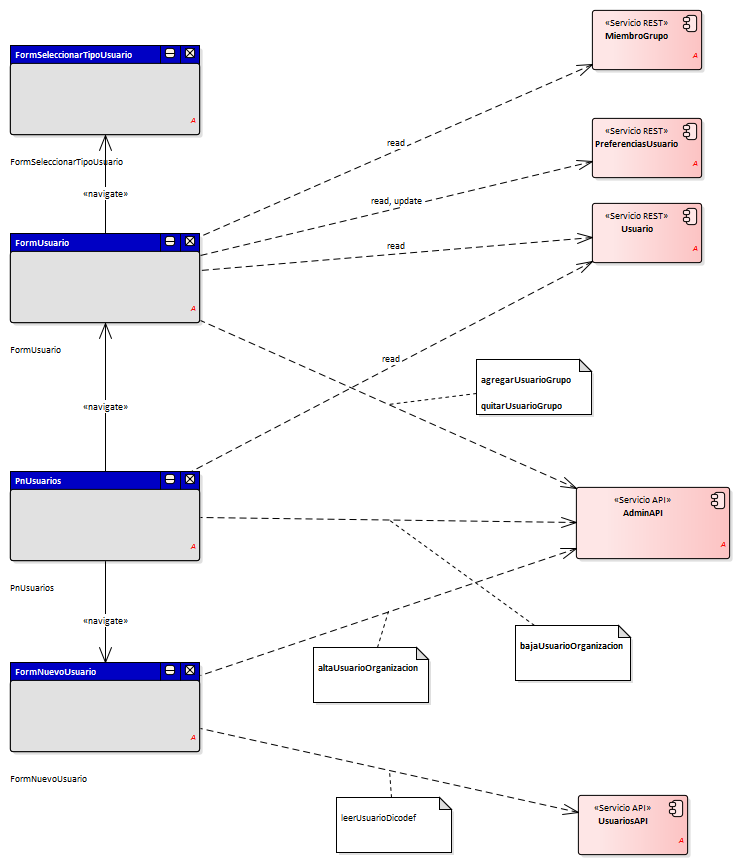 «Servicio REST»
MiembroGrupo
A
FormSeleccionarTipoUsuario
A
FormSeleccionarTipoUsuario
«navigate»
read
«Servicio REST»
PreferenciasUsuario
A
read, update
«Servicio REST»
Usuario
A
FormUsuario
A
FormUsuario
read
read
«navigate»
agregarUsuarioGrupo
quitarUsuarioGrupo
PnUsuarios
A
PnUsuarios
«Servicio API»
AdminAPI
A
«navigate»
bajaUsuarioOrganizacion
altaUsuarioOrganizacion
FormNuevoUsuario
A
FormNuevoUsuario
leerUsuarioDicodef
«Servicio API»
UsuariosAPI
A